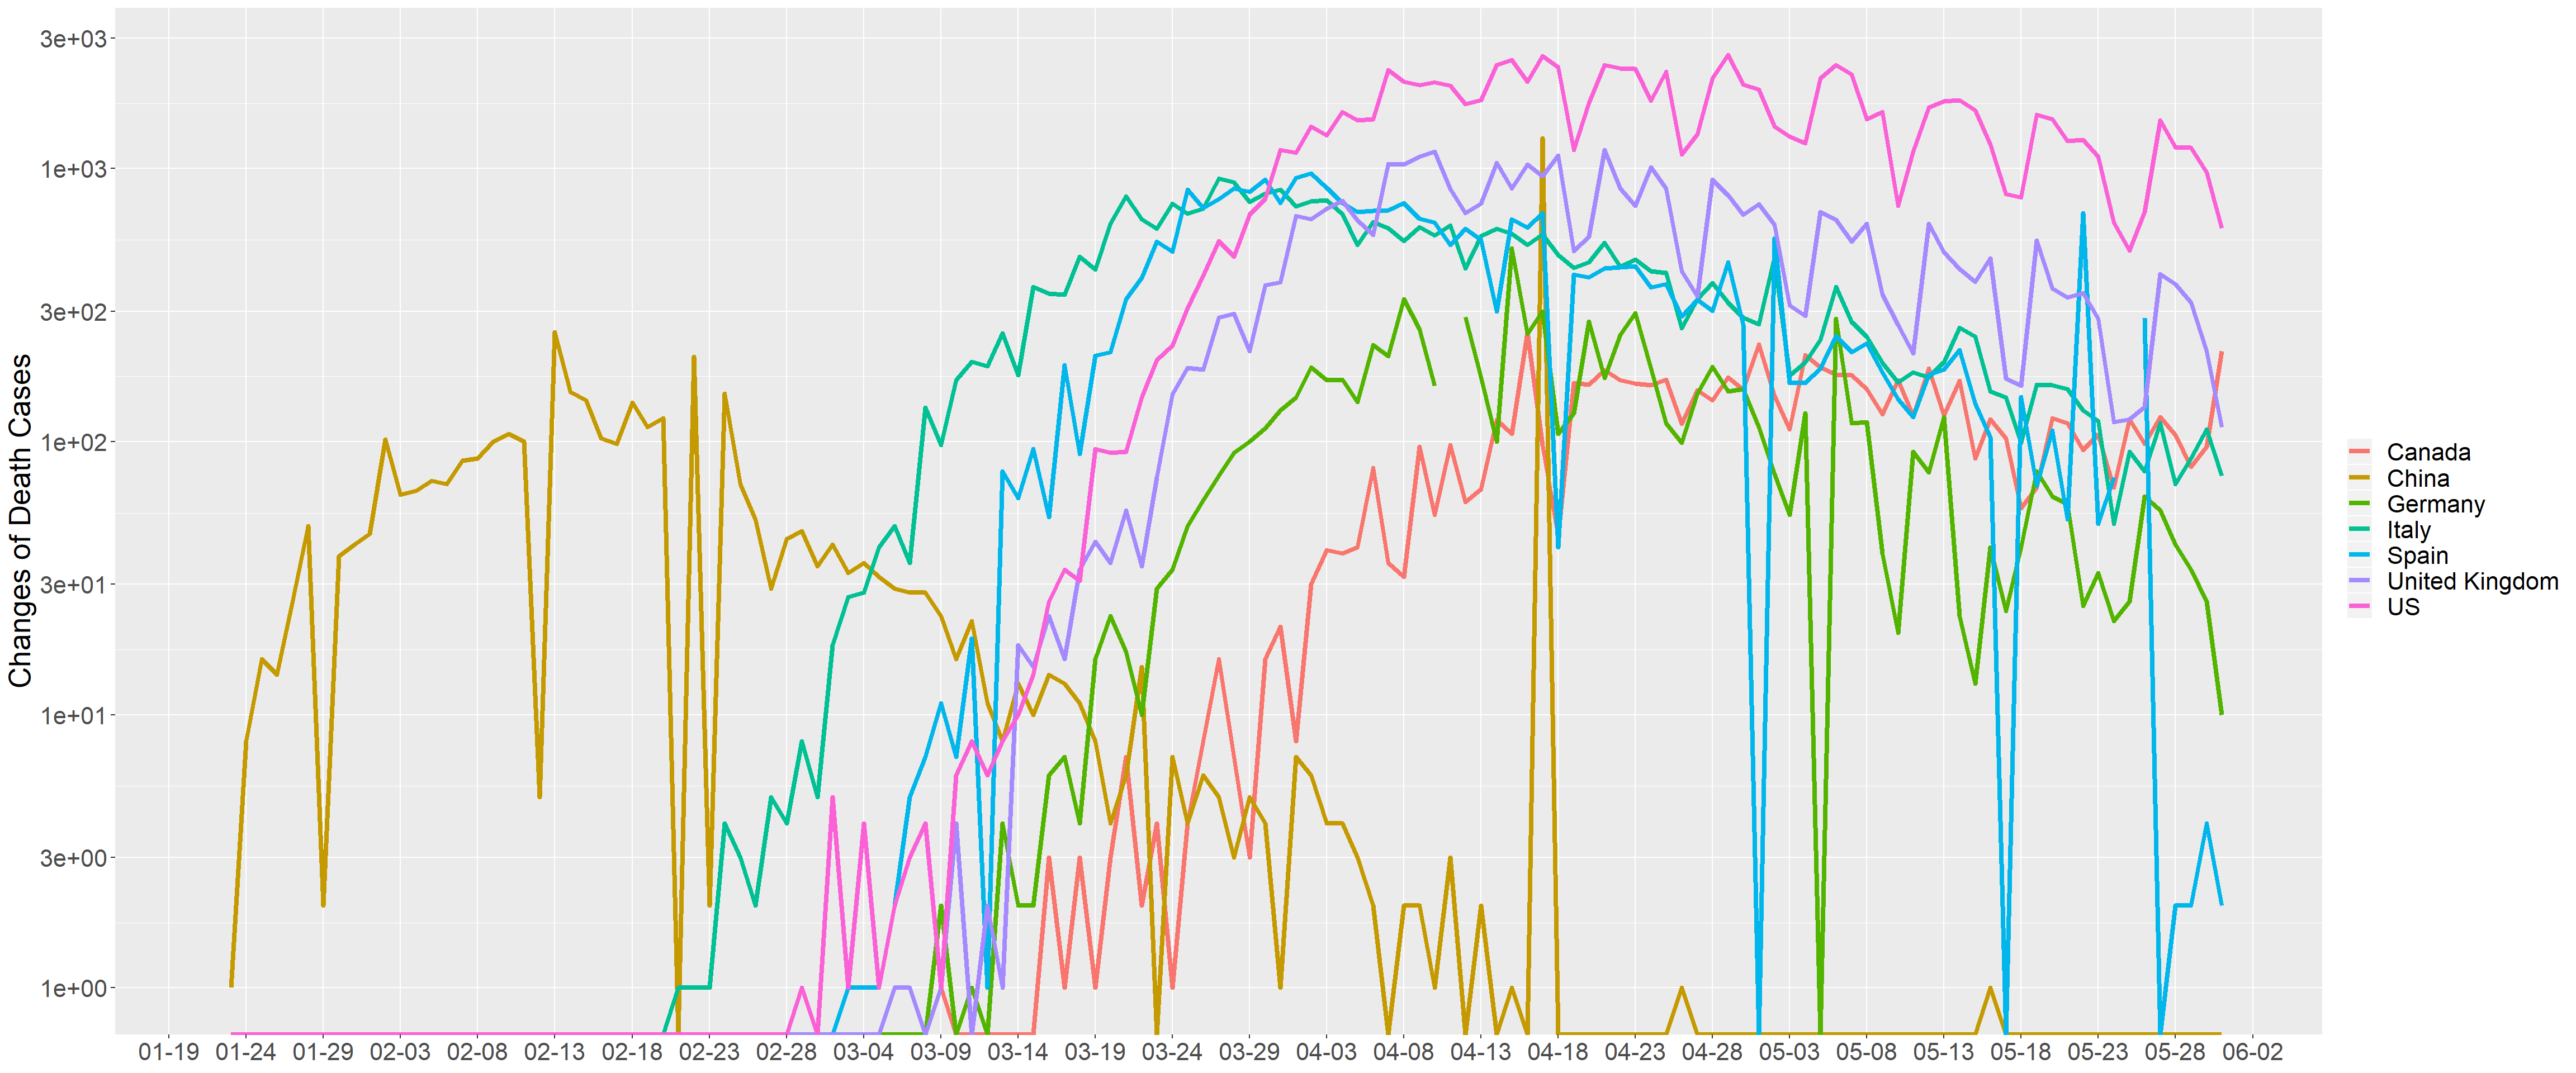 Changes of Death Cases
3e+03
1e+03
3e+02
1e+02
3e+01
1e+01
3e+00
1e+00
01-19 01-24 01-29 02-03 02-08 02-13 02-18 02-23 02-28 03-04 03-09 03-14 03-19 03-24 03-29 04-03 04-08 04-13 04-18 04-23 04-28 05-03 05-08 05-13 05-18 05-23 05-28 06-02
Canada
China
Germany
Italy
Spain
United Kingdom
US